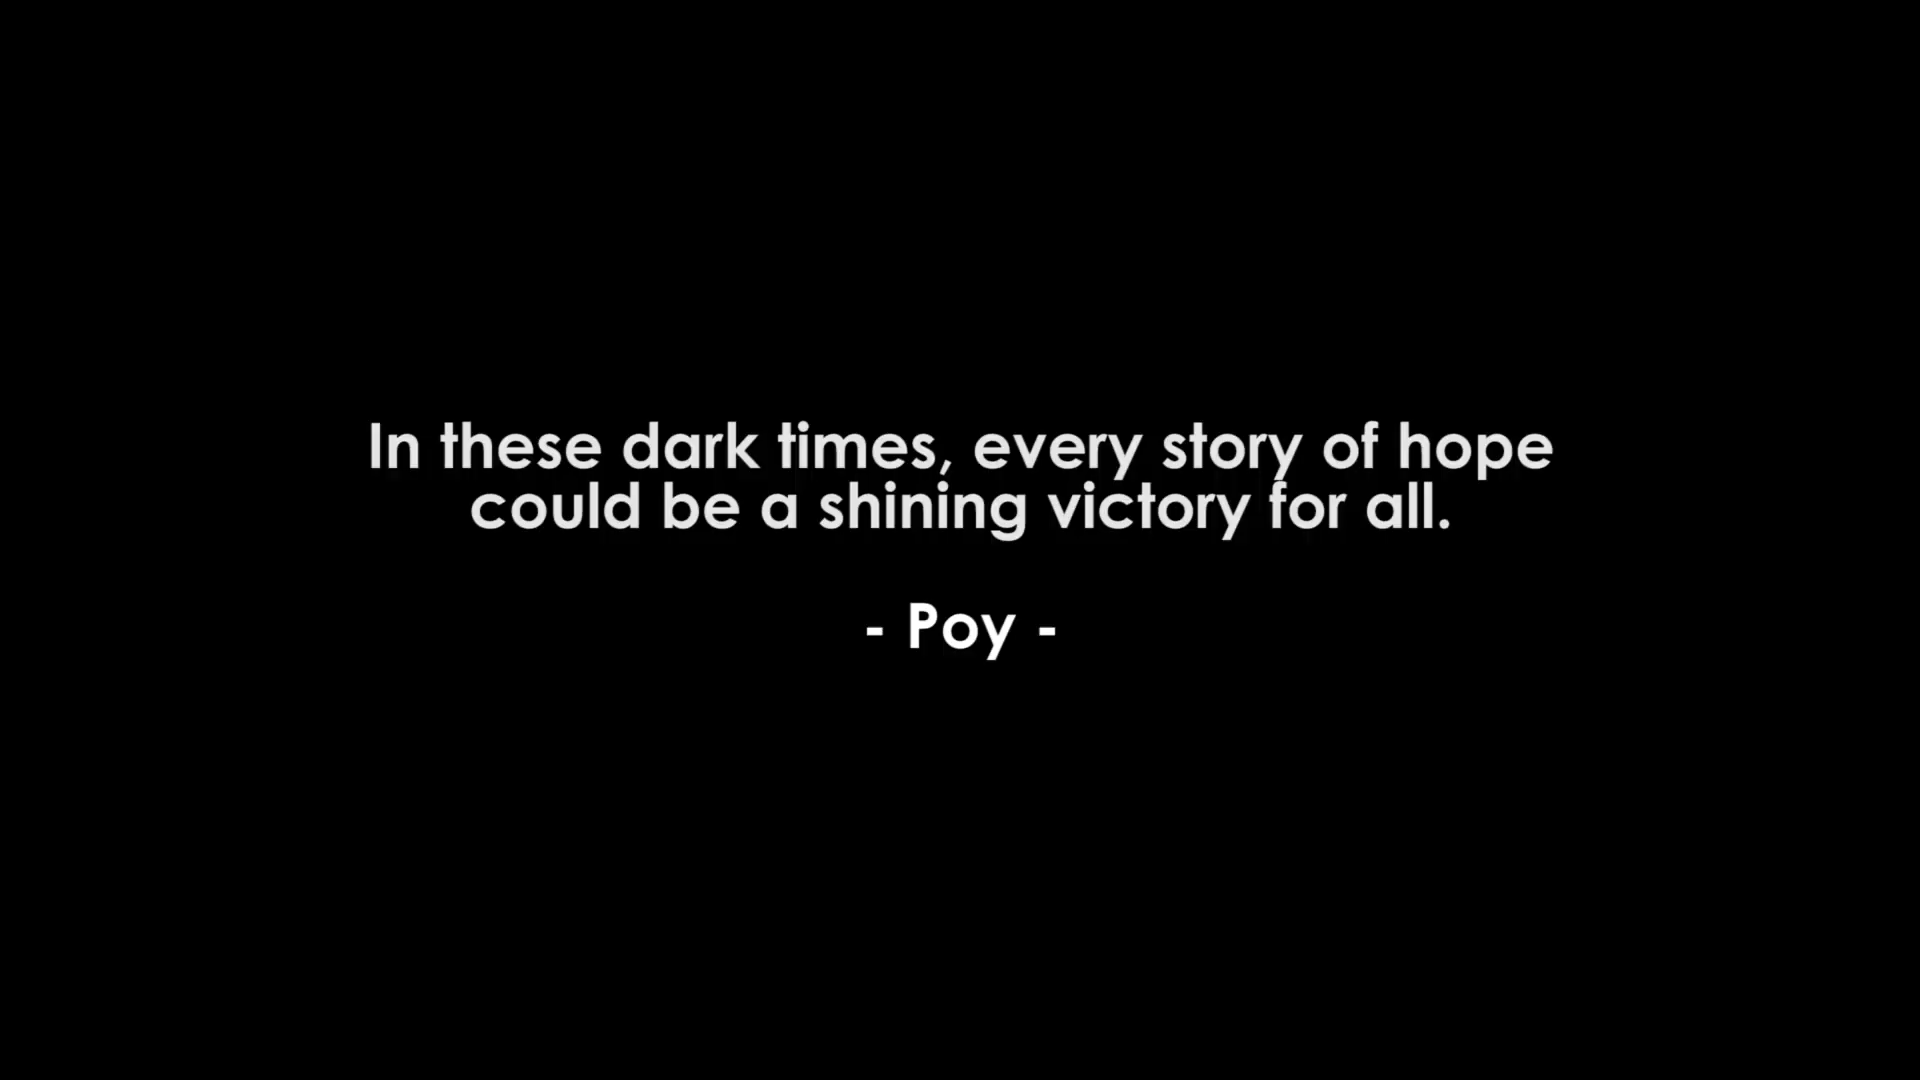 In these dark times, every story of hope
could be a shining victory for all.
- Poy -